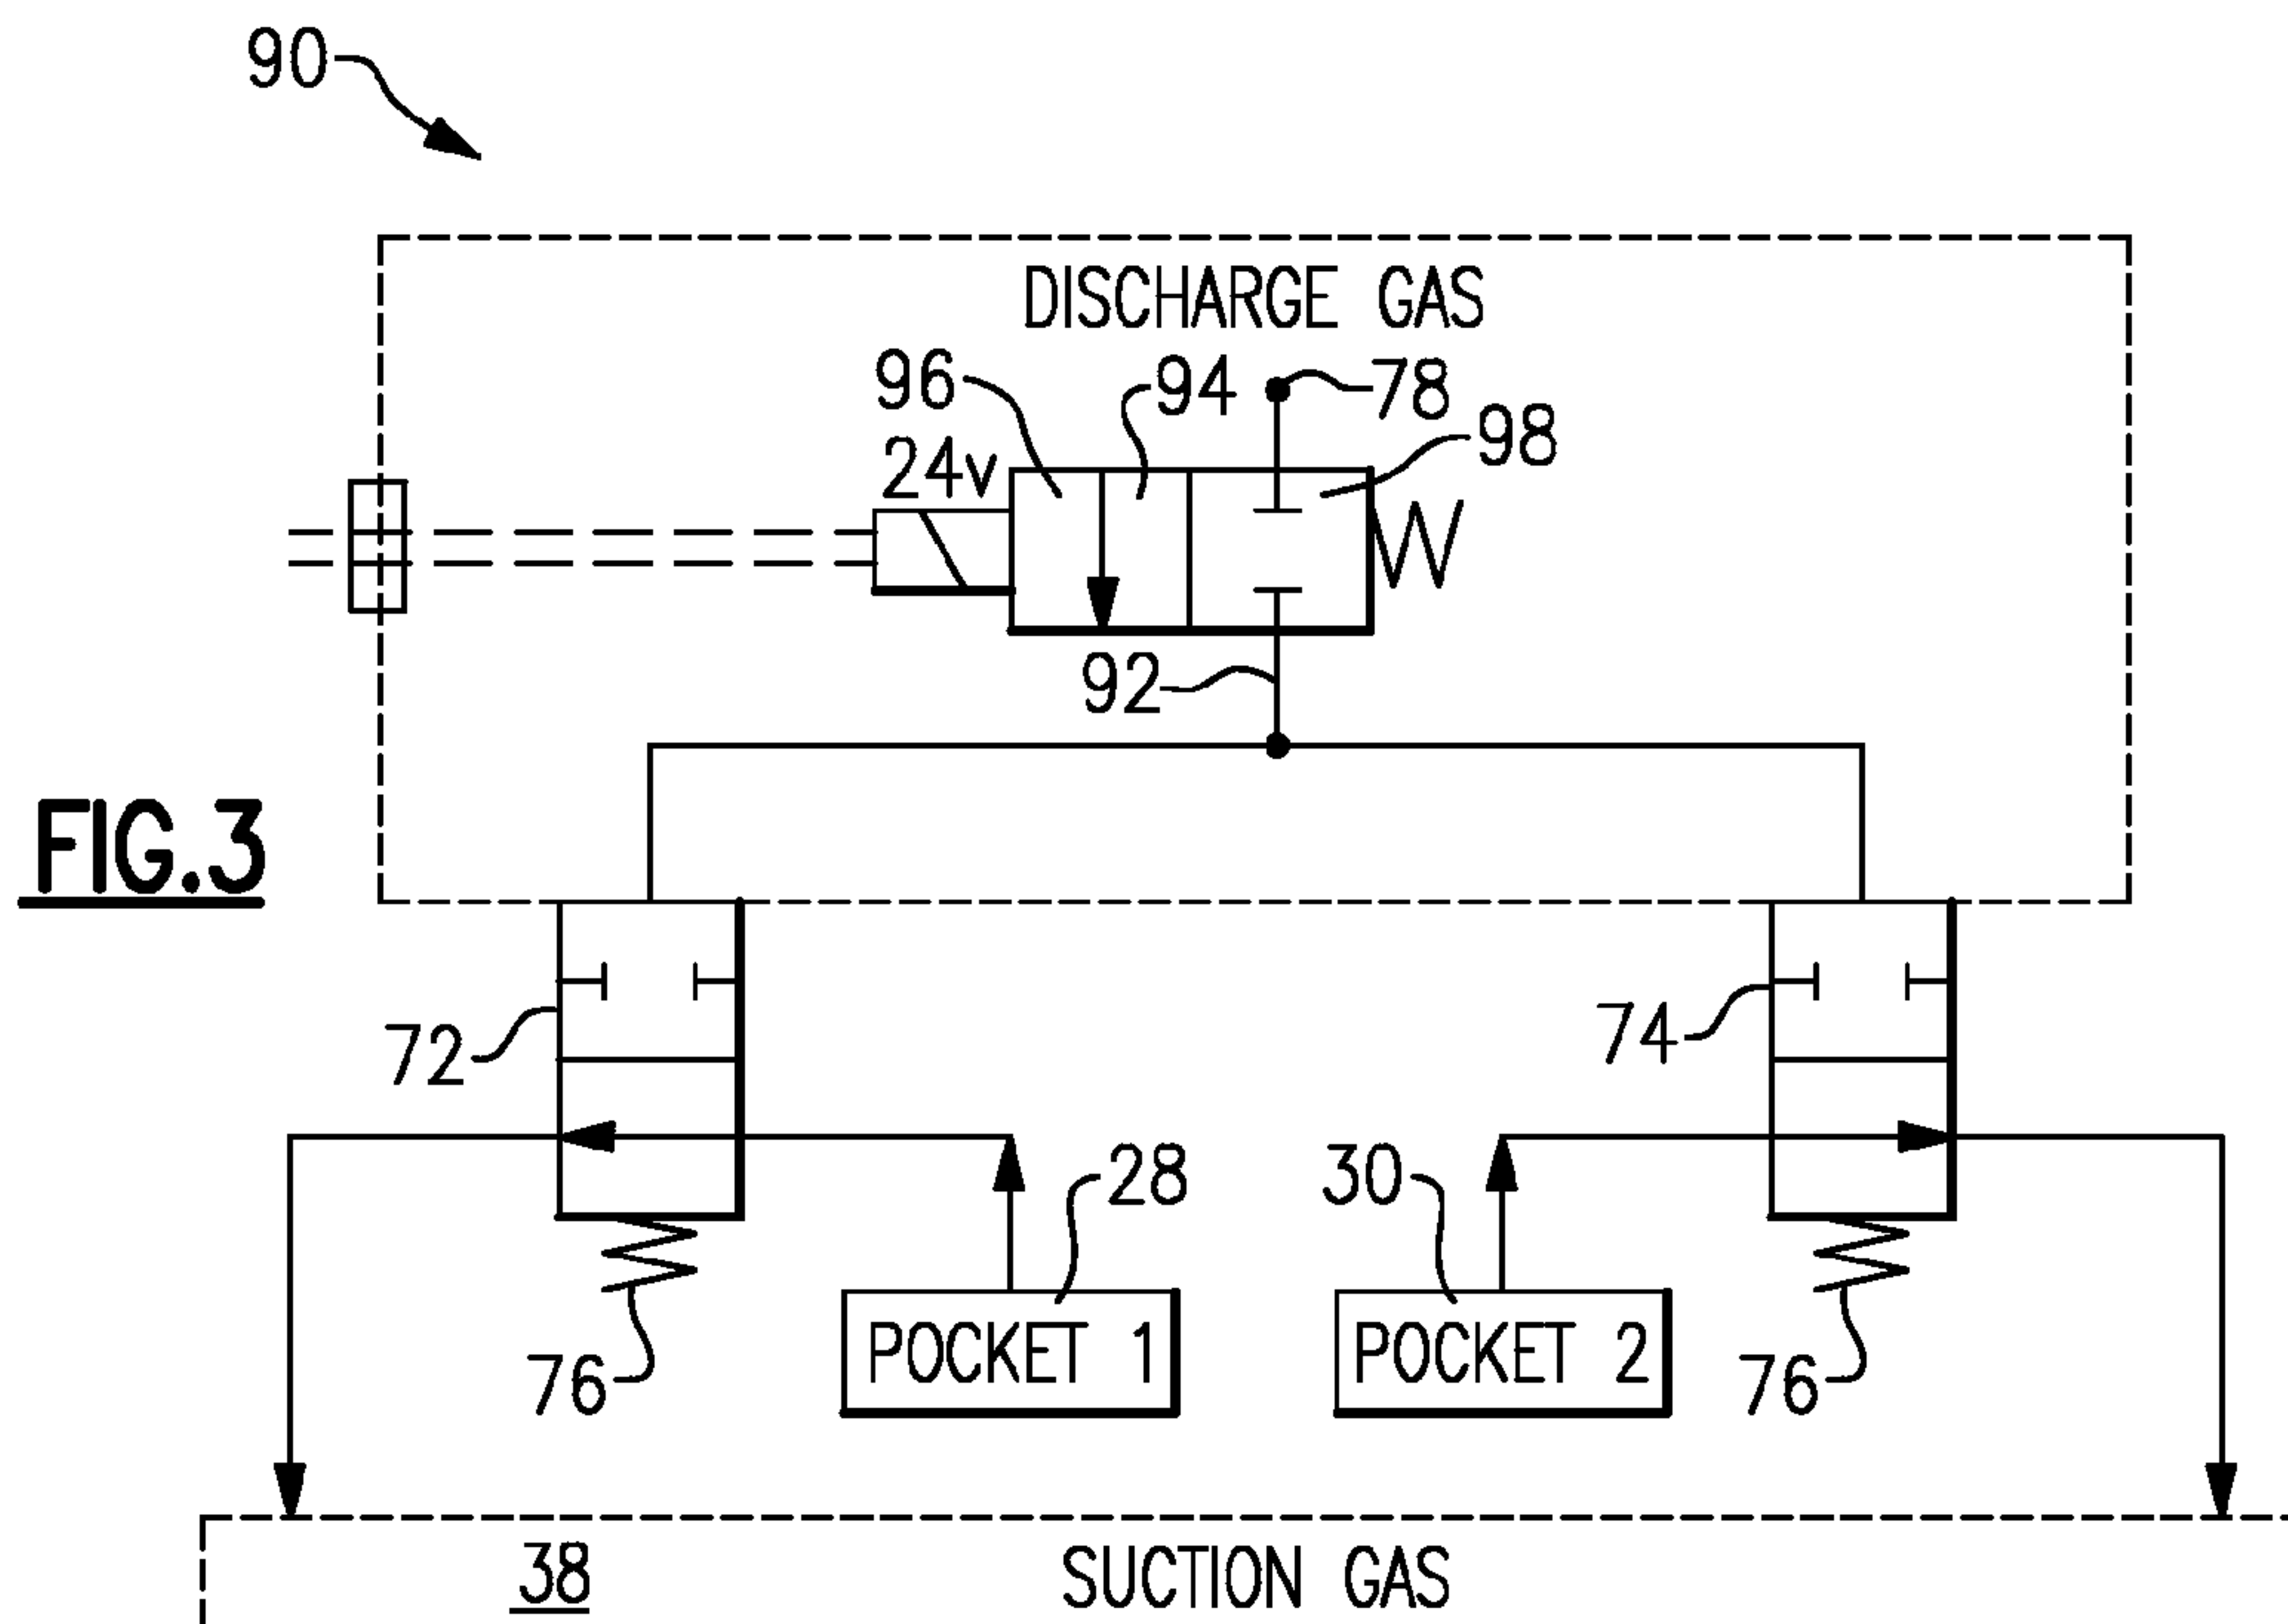 90
DISCHARGE GAS
96
94
78
98
24v
92
FIG.3
72
74
28
30
POCKET 1
POCKET 2
76
76
38
SUCTION GAS